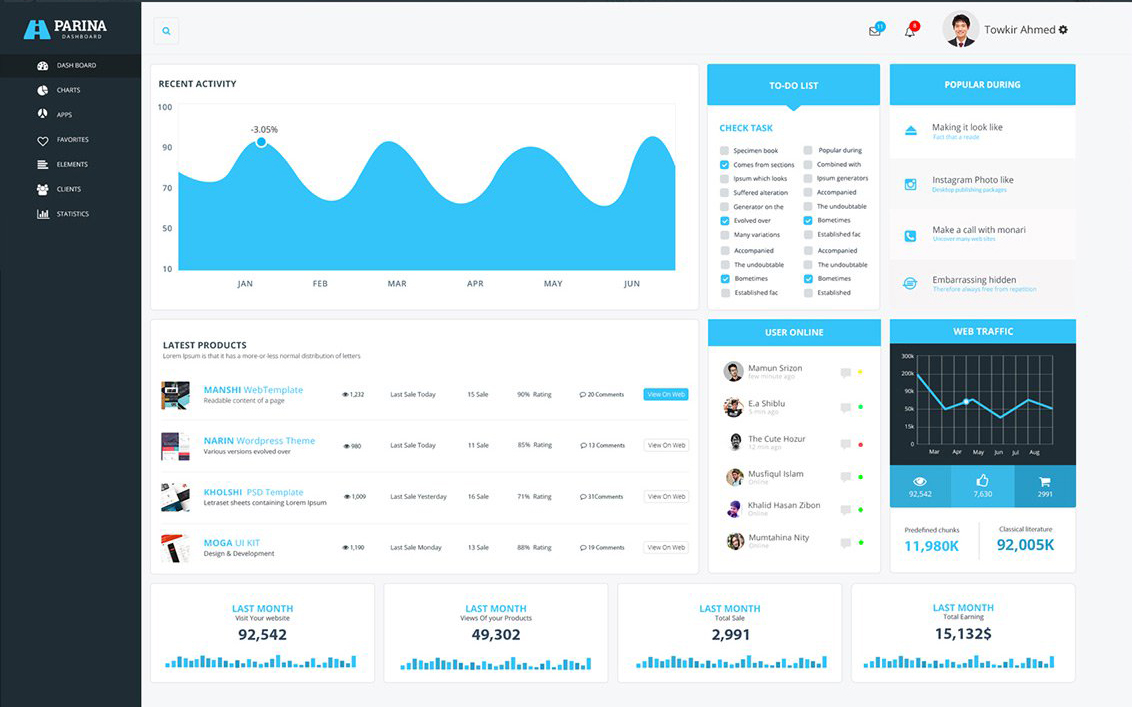 PARINA
DASHBOARD
DASH BOARD
CHARTS
APPS
FAVORITES
ELEMENTS
CLIENTS
STATISTICS
11
8
Towkir Ahmed
RECENT ACTIVITY
100
90
70
50
10
-3.05%
JAN FEB MAR APR MAY JUN
TO-DO LIST
CHECK TASK
Specimen book Popular during
Comes from sections Combined with
Ipsum which looks Ipsum generators
Suffered alteration Accompanied
Generator on the The undoubtable
Evolved over Bometimes
Many variations Established fac
Accompanied Accompanied
The undoubtable The undoubtable
Bometimes Bometimes
Established fac Established
POPULAR DURING
Making it look like
Fact that a reade
Instagram Photo like
Desktop publishing packages
Make a call with monari
Uncover many web sites
Embarrassing hidden
Therefore always free from repetition
LATEST PRODUCTS
Lorem Ipsum is that it has a more-or-less normal distribution of letters
MANSHI WebTemplate
Readable content of a page
1,232 Last Sale Today 15 Sale 90% Rating 20 Comments View On Web
NARIN Wordpress Theme
Various versions evolved over
980 Last Sale Today 11 Sale 85% Rating 13 Comments View On Web
KHOLSHI PSD Template
Letraset sheets containing Lorem Ipsum
1,009 Last Sale Yesterday 16 Sale 71% Rating 31Comments View On Web
MOGA UI KIT
Design & Development
1,190 Last Sale Monday 13 Sale 88% Rating 19 Comments View On Web
USER ONLINE
Mamun Srizon
few minute ago
E.a Shiblu
5 min ago
The Cute Hozur
12 min ago
Musfiqul Islam
Online
Khalid Hasan Zibon
Online
Mumtahina Nity
Online
WEB TRAFFIC
300k
200k
90k
50k
15k
0
Mar Apr May Jun Jul Aug
92,542 7,630 2991
Predefined chunks
11,980K
Classical literature
92,005K
LAST MONTH
Visit Your website
92,542
LAST MONTH
Views Of your Products
49,302
LAST MONTH
Total Sale
2,991
LAST MONTH
Total Earning
15,132$